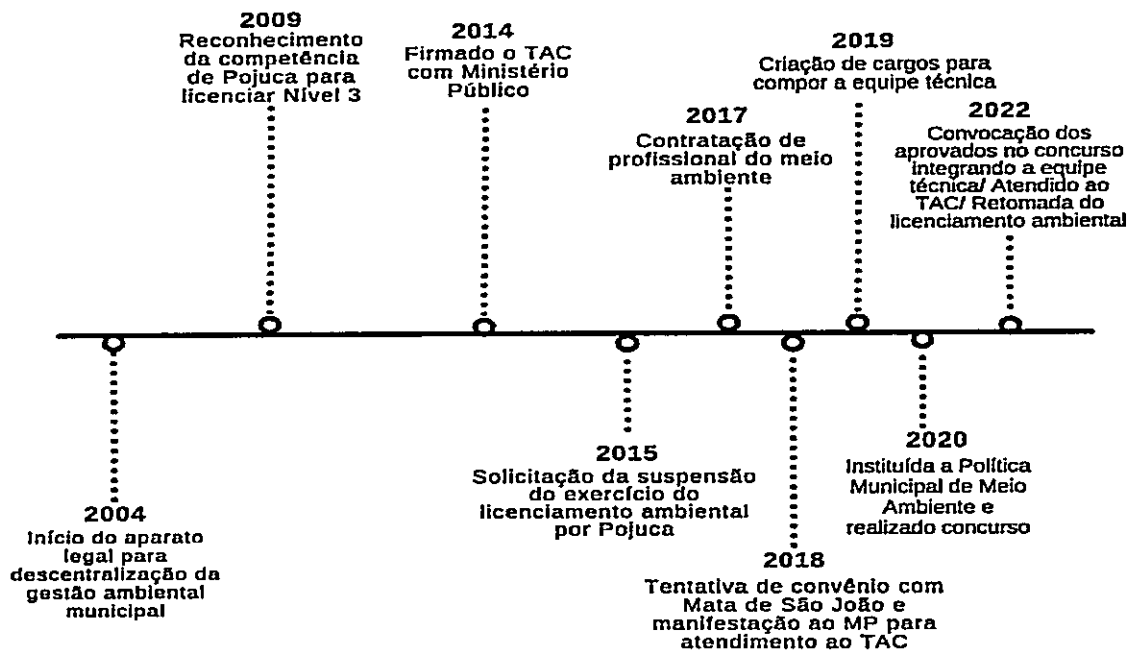 2009
Reconhecimento
da competência
de Pojuca para
licenciar Nível 3
2014
Firmado o TAC
com Ministério
Público
2019
Criação de cargos para
compor a equipe técnica
2017
Contratação de
profissional do meio
ambiente
2022
Convocação dos
aprovados no concurso
integrando a equipe
técnica/ Atendido ao
TAC/ Retomada do
licenciamento ambiental
2004
Início do aparato
legal para
descentralização da
gestão ambiental
municipal
2015
Solicitação da suspensão
do exercício do
licenciamento ambiental
por Pojuca
2018
Tentativa de convênio com
Mata de São João e
manifestação ao MP para
atendimento ao TAC
2020
Instituída a Política
Municipal de Meio
Ambiente e
realizado concurso